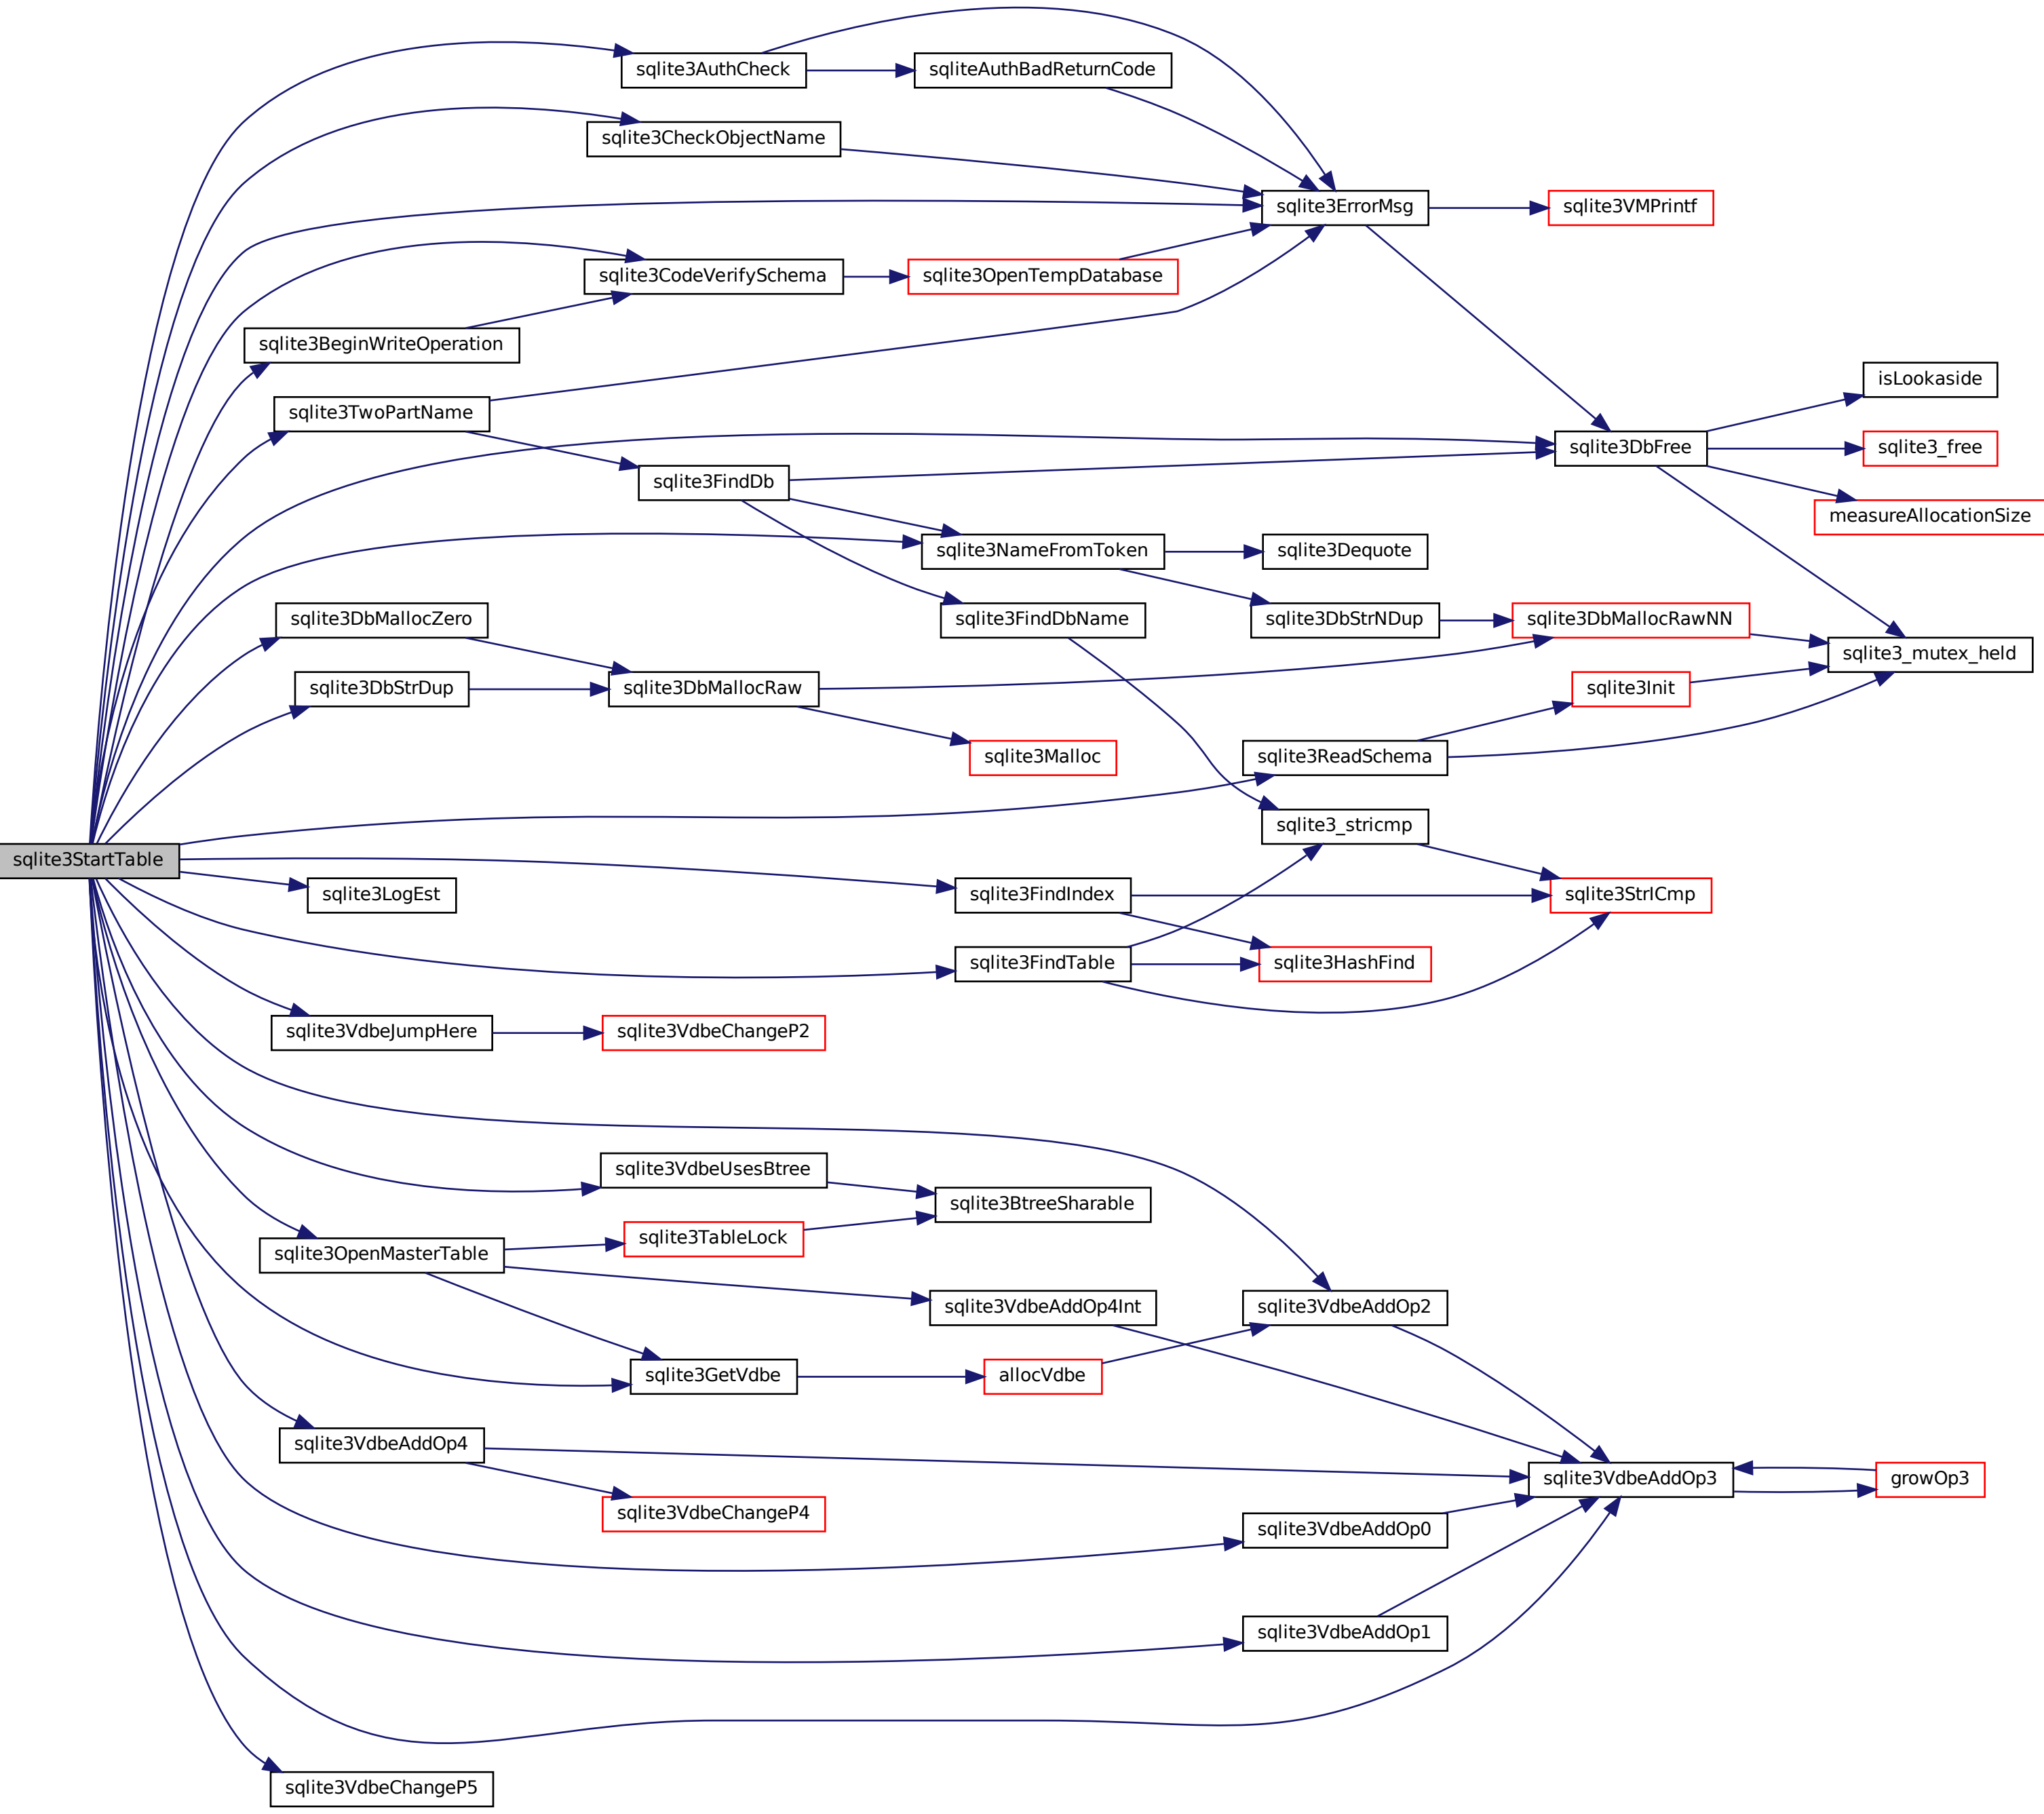 sqlite3AuthCheck
sqliteAuthBadReturnCode
sqlite3CheckObjectName
sqlite3ErrorMsg
sqlite3VMPrintf
sqlite3CodeVerifySchema
sqlite3OpenTempDatabase
sqlite3BeginWriteOperation
isLookaside
sqlite3TwoPartName
sqlite3DbFree
sqlite3_free
sqlite3FindDb
measureAllocationSize
sqlite3NameFromToken
sqlite3Dequote
sqlite3DbMallocZero
sqlite3FindDbName
sqlite3DbStrNDup
sqlite3DbMallocRawNN
sqlite3_mutex_held
sqlite3DbStrDup
sqlite3DbMallocRaw
sqlite3Init
sqlite3Malloc
sqlite3ReadSchema
sqlite3_stricmp
sqlite3StartTable
sqlite3LogEst
sqlite3FindIndex
sqlite3StrICmp
sqlite3FindTable
sqlite3HashFind
sqlite3VdbeJumpHere
sqlite3VdbeChangeP2
sqlite3VdbeUsesBtree
sqlite3BtreeSharable
sqlite3TableLock
sqlite3OpenMasterTable
sqlite3VdbeAddOp4Int
sqlite3VdbeAddOp2
sqlite3GetVdbe
allocVdbe
sqlite3VdbeAddOp4
sqlite3VdbeAddOp3
growOp3
sqlite3VdbeChangeP4
sqlite3VdbeAddOp0
sqlite3VdbeAddOp1
sqlite3VdbeChangeP5